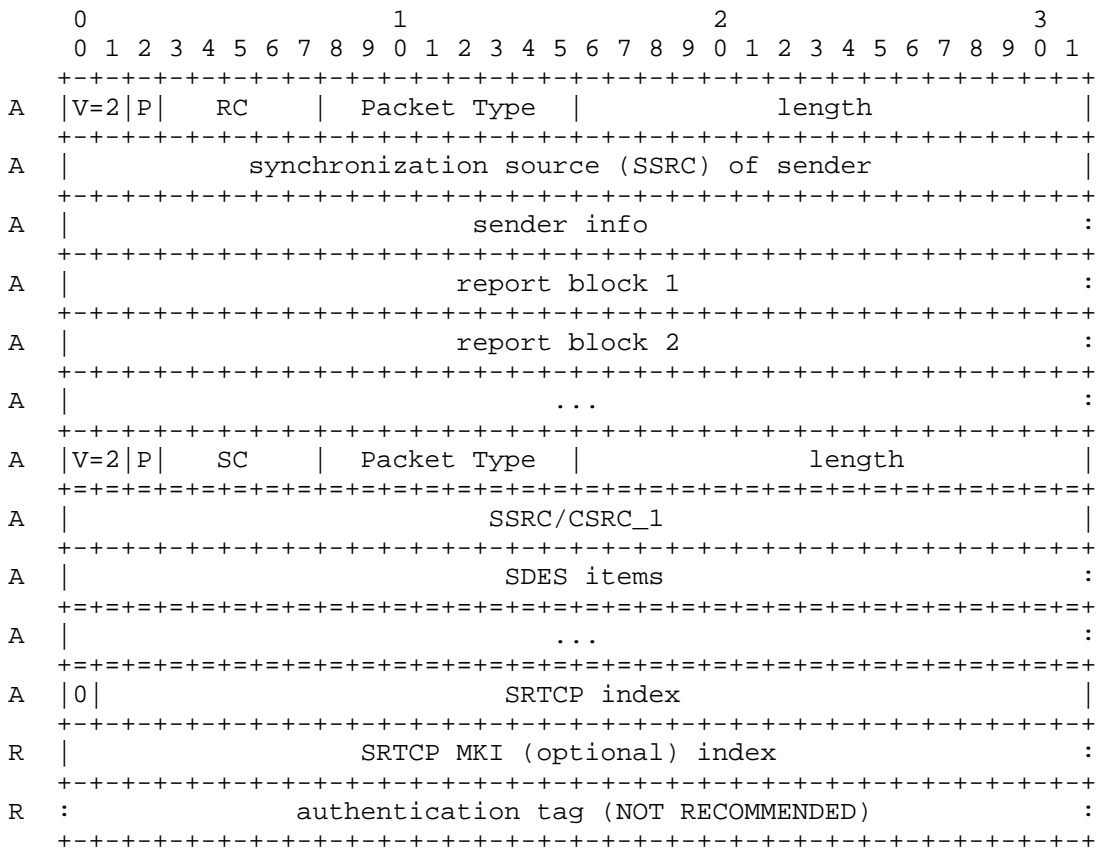 0                   1                   2                   3
 0 1 2 3 4 5 6 7 8 9 0 1 2 3 4 5 6 7 8 9 0 1 2 3 4 5 6 7 8 9 0 1
   +-+-+-+-+-+-+-+-+-+-+-+-+-+-+-+-+-+-+-+-+-+-+-+-+-+-+-+-+-+-+-+-+
A  |V=2|P|   RC    |  Packet Type  |            length             |
   +-+-+-+-+-+-+-+-+-+-+-+-+-+-+-+-+-+-+-+-+-+-+-+-+-+-+-+-+-+-+-+-+
A  |           synchronization source (SSRC) of sender             |
   +-+-+-+-+-+-+-+-+-+-+-+-+-+-+-+-+-+-+-+-+-+-+-+-+-+-+-+-+-+-+-+-+
A  |                         sender info                           :
   +-+-+-+-+-+-+-+-+-+-+-+-+-+-+-+-+-+-+-+-+-+-+-+-+-+-+-+-+-+-+-+-+
A  |                        report block 1                         :
   +-+-+-+-+-+-+-+-+-+-+-+-+-+-+-+-+-+-+-+-+-+-+-+-+-+-+-+-+-+-+-+-+
A  |                        report block 2                         :
   +-+-+-+-+-+-+-+-+-+-+-+-+-+-+-+-+-+-+-+-+-+-+-+-+-+-+-+-+-+-+-+-+
A  |                              ...                              :
   +-+-+-+-+-+-+-+-+-+-+-+-+-+-+-+-+-+-+-+-+-+-+-+-+-+-+-+-+-+-+-+-+
A  |V=2|P|   SC    |  Packet Type  |              length           |
   +=+=+=+=+=+=+=+=+=+=+=+=+=+=+=+=+=+=+=+=+=+=+=+=+=+=+=+=+=+=+=+=+
A  |                          SSRC/CSRC_1                          |
   +-+-+-+-+-+-+-+-+-+-+-+-+-+-+-+-+-+-+-+-+-+-+-+-+-+-+-+-+-+-+-+-+
A  |                           SDES items                          :
   +=+=+=+=+=+=+=+=+=+=+=+=+=+=+=+=+=+=+=+=+=+=+=+=+=+=+=+=+=+=+=+=+
A  |                              ...                              :
   +=+=+=+=+=+=+=+=+=+=+=+=+=+=+=+=+=+=+=+=+=+=+=+=+=+=+=+=+=+=+=+=+
A  |0|                         SRTCP index                         |
   +-+-+-+-+-+-+-+-+-+-+-+-+-+-+-+-+-+-+-+-+-+-+-+-+-+-+-+-+-+-+-+-+
R  |                  SRTCP MKI (optional) index                   :
   +-+-+-+-+-+-+-+-+-+-+-+-+-+-+-+-+-+-+-+-+-+-+-+-+-+-+-+-+-+-+-+-+
R  :              authentication tag (NOT RECOMMENDED)             :
   +-+-+-+-+-+-+-+-+-+-+-+-+-+-+-+-+-+-+-+-+-+-+-+-+-+-+-+-+-+-+-+-+